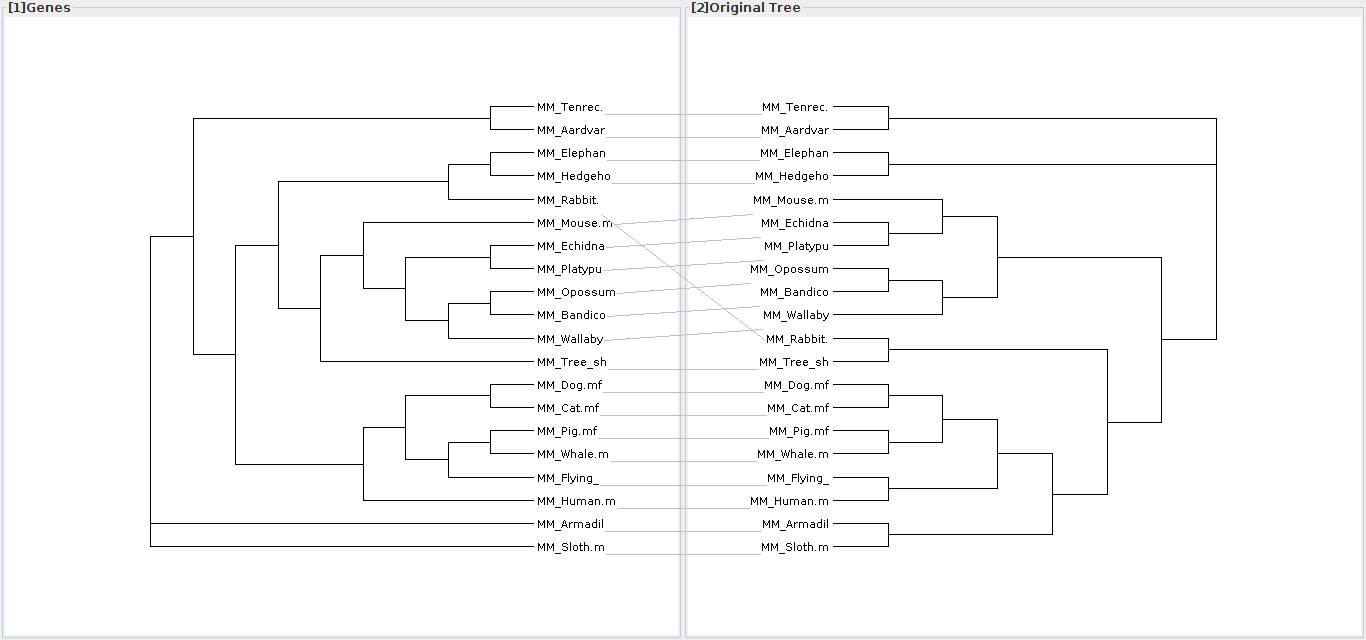 [1]Genes
[2]Original Tree
MM_Tenrec. MM_Tenrec.
MM_Aardvar MM_Aardvar
MM_Elephan MM_Elephan
MM_Hedgeho MM_Hedgeho
MM_Rabbit. MM_Mouse.m
MM_Mouse.m MM_Echidna
MM_Echidna MM_Platypu
MM_Platypu MM_Opossum
MM_Opossum MM_Bandico
MM_Bandico MM_Wallaby
MM_Wallaby MM_Rabbit.
MM_Tree_sh MM_Tree_sh
MM_Dog.mf MM_Dog.mf
MM_Cat.mf MM_Cat.mf
MM_Pig.mf MM_Pig.mf
MM_Whale.m MM_Whale.m
MM_Flying_ MM_Flying_
MM_Human.m MM_Human.m
MM_Armadil MM_Armadil
MM_Sloth.m MM_Sloth.m